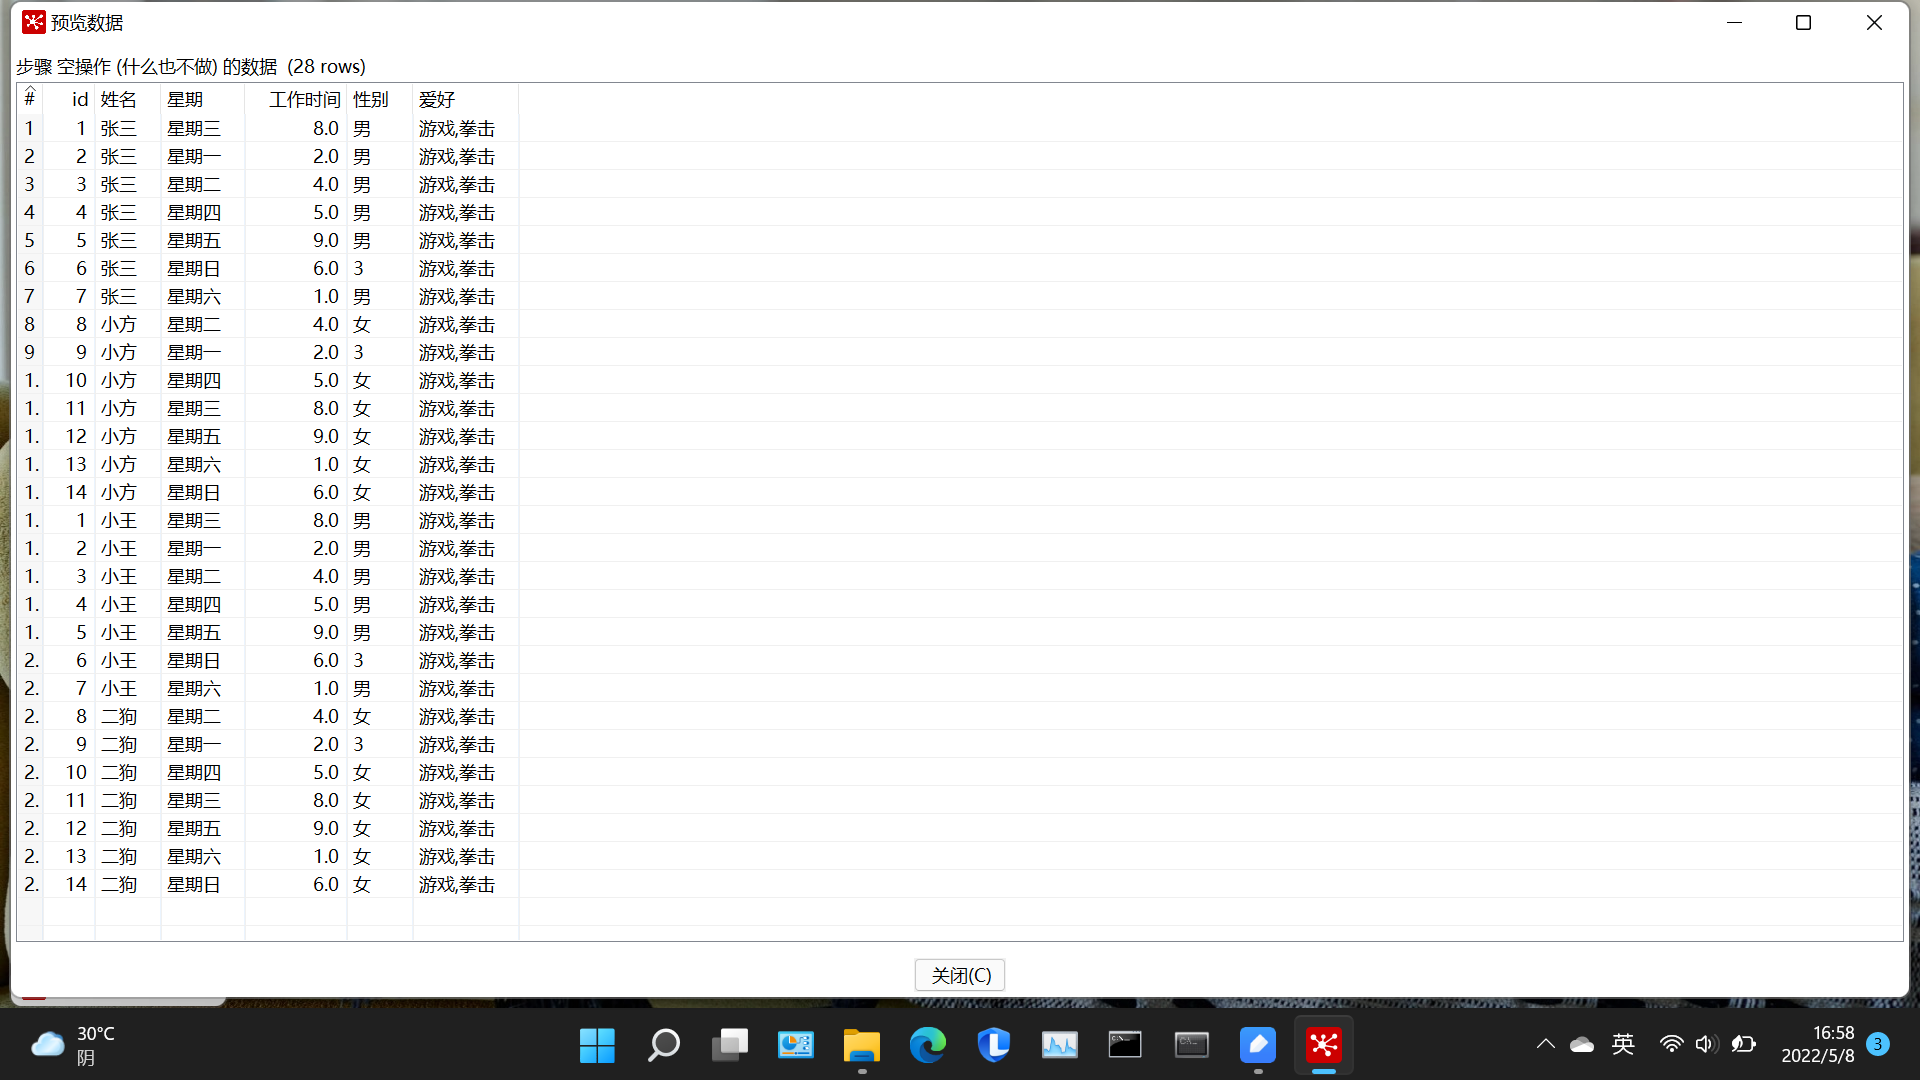 预览数据
步骤 空操作 (什么也不做) 的数据  (28 rows)
# id 姓名 星期 工作时间 性别 爱好
1 1 张三 星期三 8.0 男 游戏,拳击
2 2 张三 星期一 2.0 男 游戏,拳击
3 3 张三 星期二 4.0 男 游戏,拳击
4 4 张三 星期四 5.0 男 游戏,拳击
5 5 张三 星期五 9.0 男 游戏,拳击
6 6 张三 星期日 6.0 3 游戏,拳击
7 7 张三 星期六 1.0 男 游戏,拳击
8 8 小方 星期二 4.0 女 游戏,拳击
9 9 小方 星期一 2.0 3 游戏,拳击
1. 10 小方 星期四 5.0 女 游戏,拳击
1. 11 小方 星期三 8.0 女 游戏,拳击
1. 12 小方 星期五 9.0 女 游戏,拳击
1. 13 小方 星期六 1.0 女 游戏,拳击
1. 14 小方 星期日 6.0 女 游戏,拳击
1. 1 小王 星期三 8.0 男 游戏,拳击
1. 2 小王 星期一 2.0 男 游戏,拳击
1. 3 小王 星期二 4.0 男 游戏,拳击
1. 4 小王 星期四 5.0 男 游戏,拳击
1. 5 小王 星期五 9.0 男 游戏,拳击
2. 6 小王 星期日 6.0 3 游戏,拳击
2. 7 小王 星期六 1.0 男 游戏,拳击
2. 8 二狗 星期二 4.0 女 游戏,拳击
2. 9 二狗 星期一 2.0 3 游戏,拳击
2. 10 二狗 星期四 5.0 女 游戏,拳击
2. 11 二狗 星期三 8.0 女 游戏,拳击
2. 12 二狗 星期五 9.0 女 游戏,拳击
2. 13 二狗 星期六 1.0 女 游戏,拳击
2. 14 二狗 星期日 6.0 女 游戏,拳击
关闭(C)
30°C
阴
英
16:58
2022/5/8
3